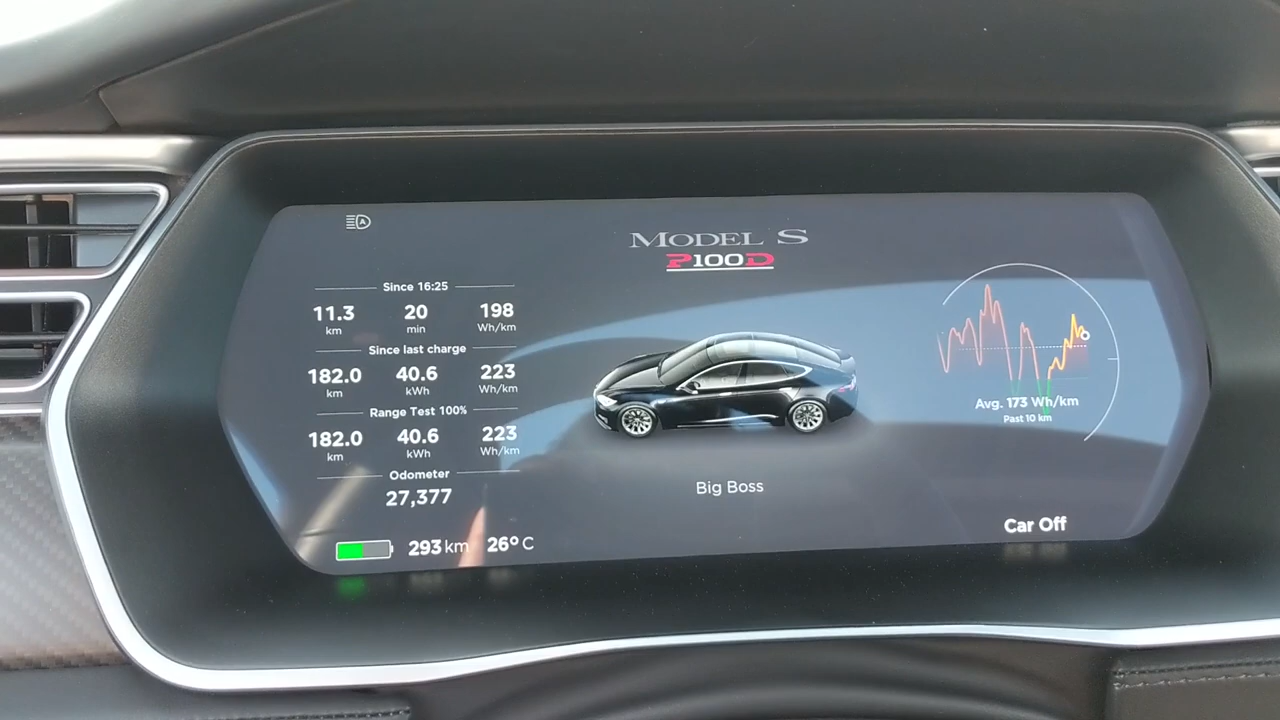 A
MODEL S
P100D
Since 16:25
11.3 20 198
km min Wh/km
Since last charge
182.0 40.6 223
km kWh Wh/km
Range Test 100%
182.0 40.6 223
km kWh Wh/km
Odometer
27,377
293 km 26° C
Big Boss
Avg. 173 Wh/km
Past 10 km
Car Off